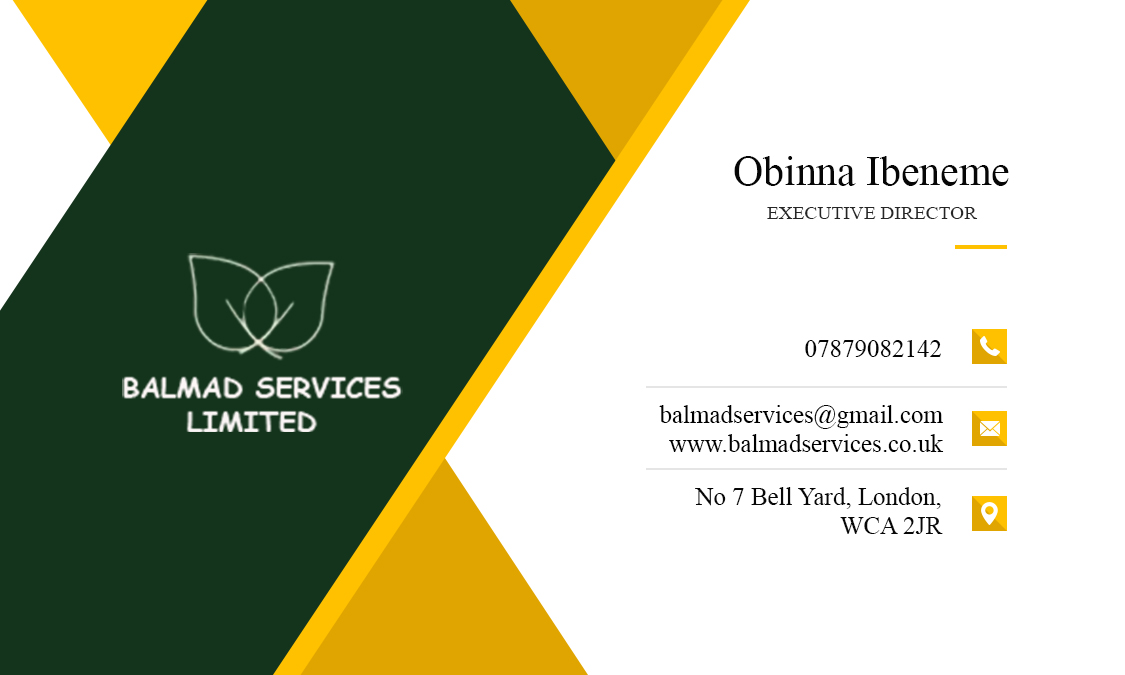 BALMAD SERVICES
LIMITED
Obinna Ibeneme
EXECUTIVE DIRECTOR
07879082142
balmadservices@gmail.com
www.balmadservices.co.uk
No 7 Bell Yard, London,
WCA 2JR